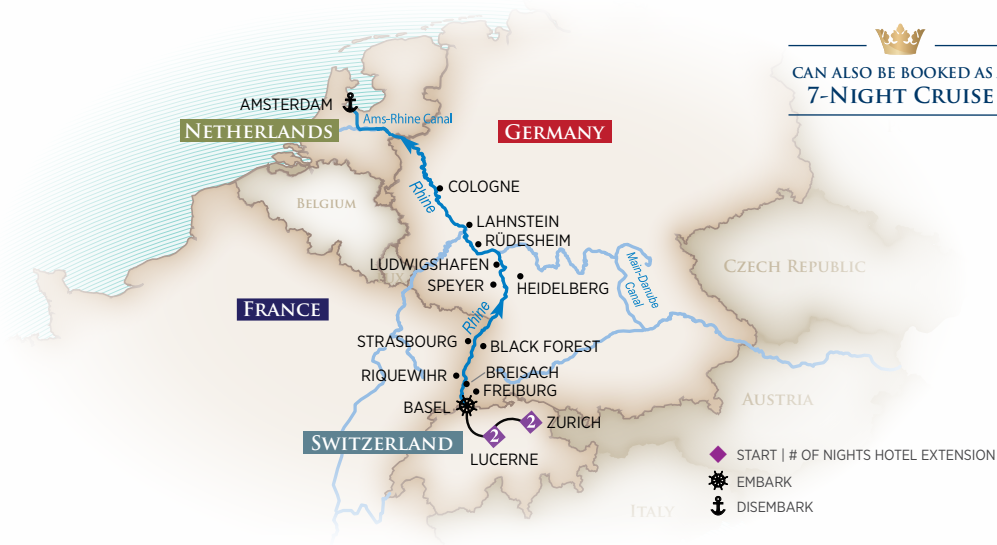 CAN ALSO BE BOOKED AS
7-NIGHT CRUISE
AMSTERDAM
Ams-Rhine Canal
NETHERLANDS
GERMANY
COLOGNE
Rhine
BELGIUM
LAHNSTEIN
RÜDESHEIM
LUDWIGSHAFEN
SPEYER
HEIDELBERG
Main-Danube
Canal
CZECH REPUBLIC
FRANCE
Rhine
STRASBOURG
BLACK FOREST
RIQUEWIHR
BREISACH
FREIBURG
BASEL
AUSTRIA
2
2
ZURICH
SWITZERLAND
LUCERNE
START | # OF NIGHTS HOTEL EXTENSION
EMBARK
DISEMBARK
ITALY